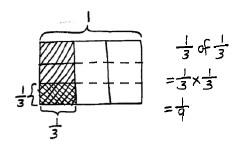 1
1/3
1/3
1/3 of 1/3
= 1/3 x 1/3
= 1/9